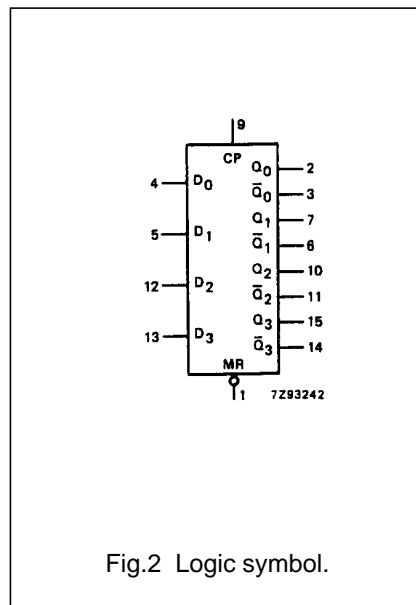 9
CP
4 D0 Q0 2
Q̅0 3
5 D1 Q1 7
Q̅1 6
12 D2 Q2 10
Q̅2 11
13 D3 Q3 15
Q̅3 14
MR
1 7Z93242
Fig.2 Logic symbol.